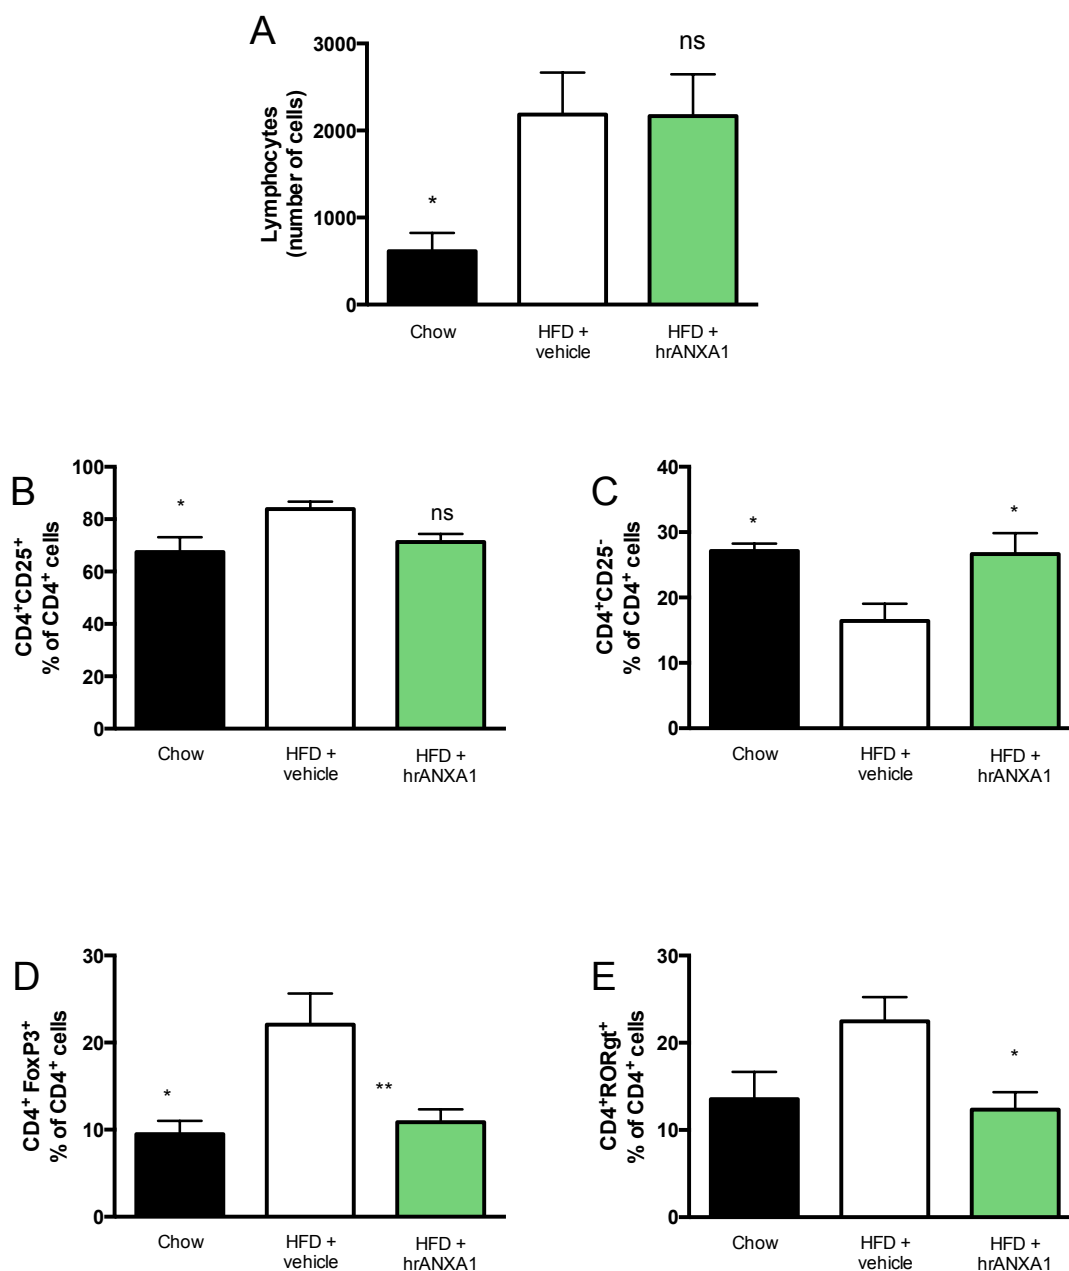 A
Lymphocytes
(number of cells)
3000
2000
1000
0
*
ns
Chow
HFD +
vehicle
HFD +
hrANXA1
B
CD4⁺CD25⁺
% of CD4⁺ cells
100
80
60
40
20
0
*
ns
Chow
HFD +
vehicle
HFD +
hrANXA1
C
CD4⁺CD25⁻
% of CD4⁺ cells
40
30
20
10
0
*
*
Chow
HFD +
vehicle
HFD +
hrANXA1
D
CD4⁺ FoxP3⁺
% of CD4⁺ cells
30
20
10
0
*
**
Chow
HFD +
vehicle
HFD +
hrANXA1
E
CD4⁺RORgt⁺
% of CD4⁺ cells
30
20
10
0
*
Chow
HFD +
vehicle
HFD +
hrANXA1